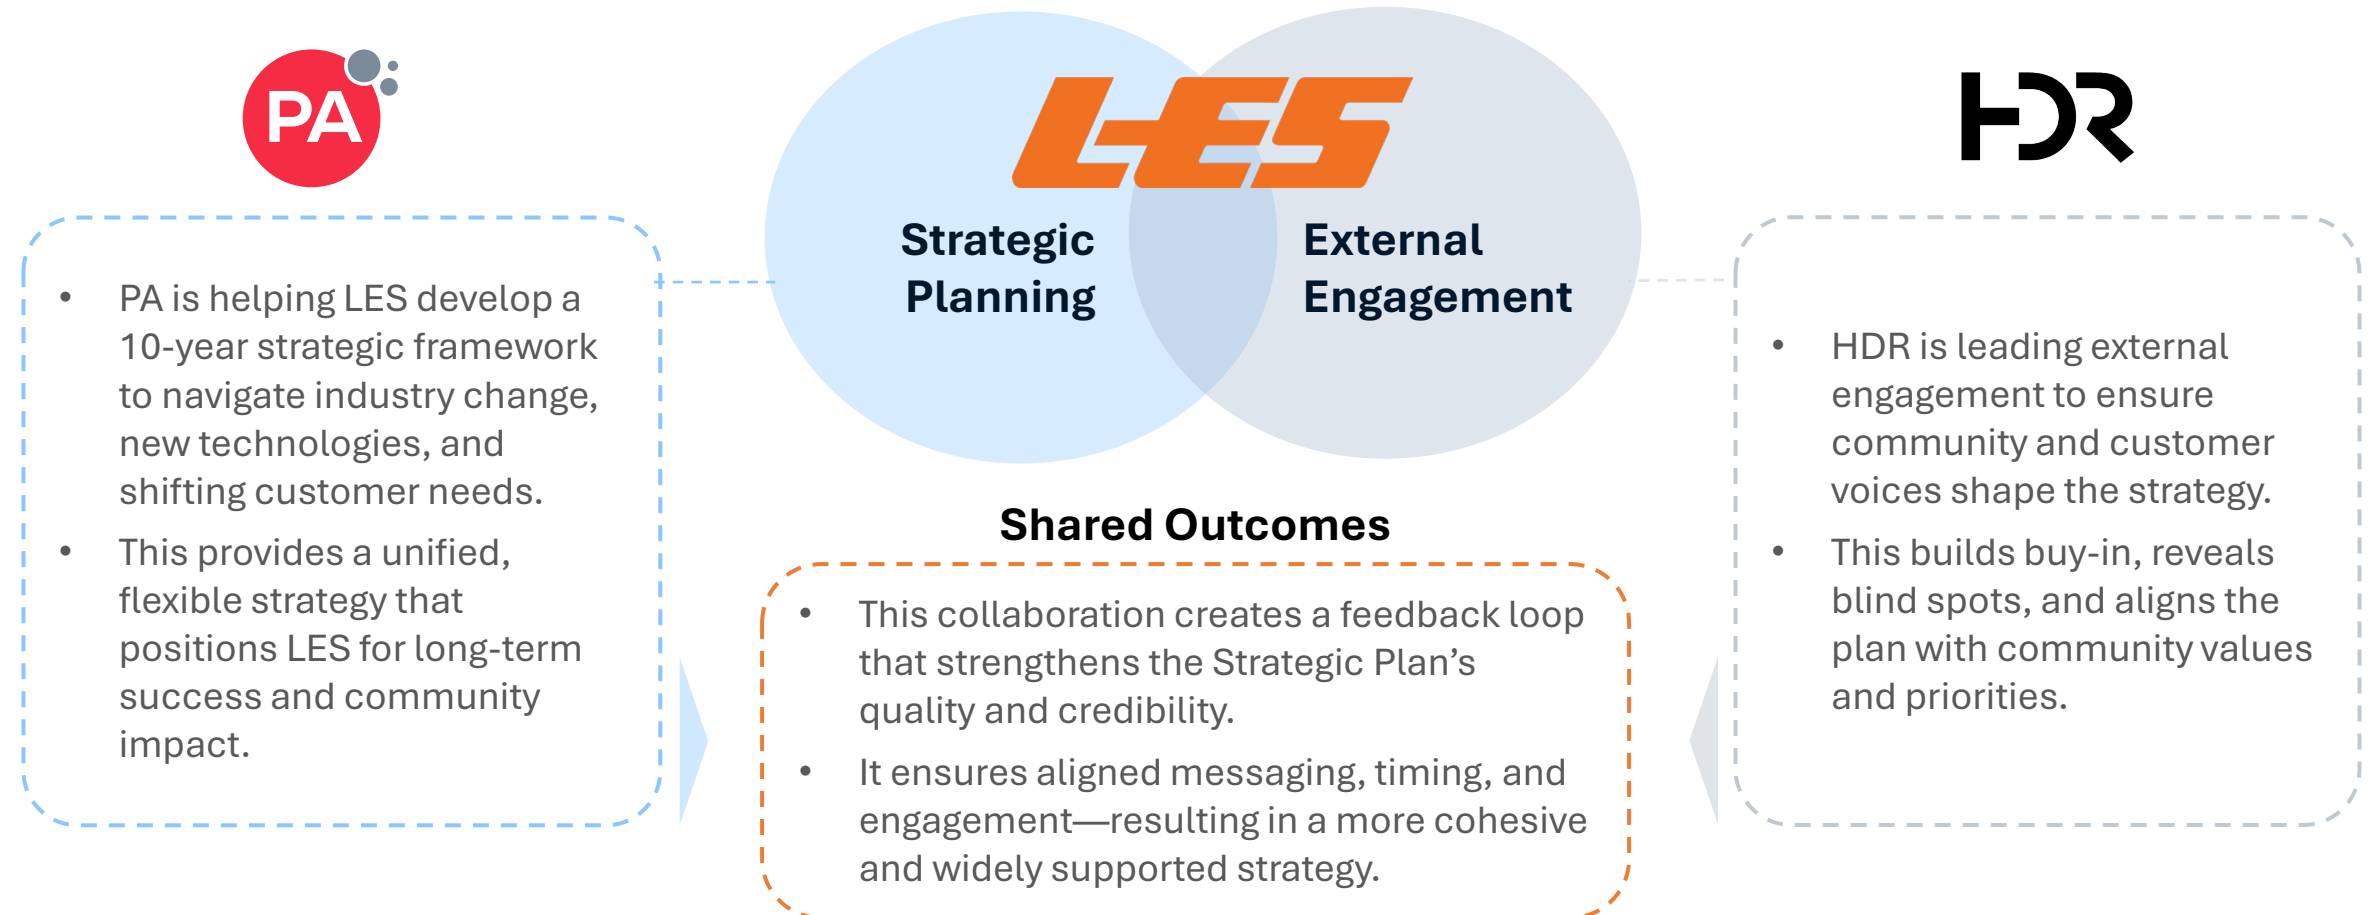 PA
LES
HDR
Strategic
Planning
External
Engagement
• PA is helping LES develop a
10-year strategic framework
to navigate industry change,
new technologies, and
shifting customer needs.
• This provides a unified,
flexible strategy that
positions LES for long-term
success and community
impact.
Shared Outcomes
• This collaboration creates a feedback loop
that strengthens the Strategic Plan’s
quality and credibility.
• It ensures aligned messaging, timing, and
engagement—resulting in a more cohesive
and widely supported strategy.
• HDR is leading external
engagement to ensure
community and customer
voices shape the strategy.
• This builds buy-in, reveals
blind spots, and aligns the
plan with community values
and priorities.